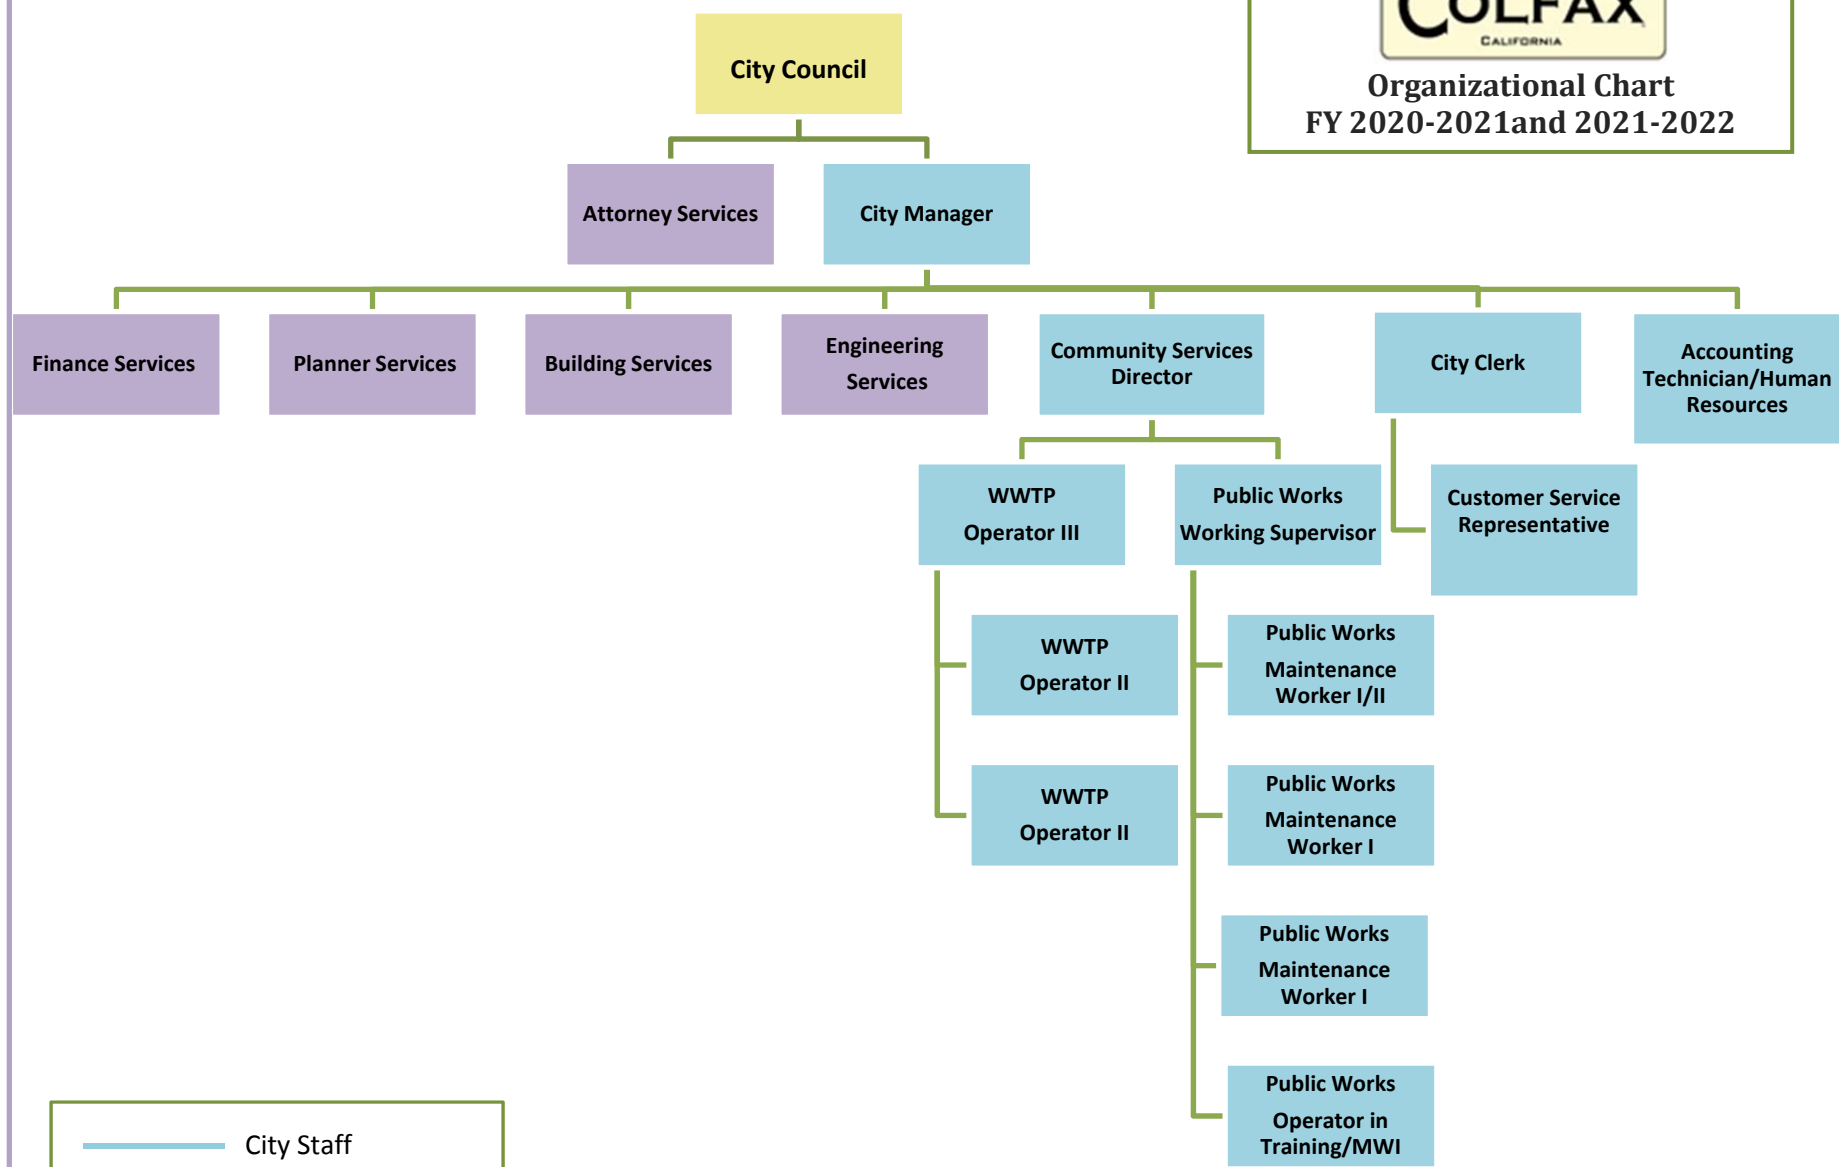 COLFAX
CALIFORNIA
Organizational Chart
FY 2020-2021and 2021-2022
City Council
Attorney Services
City Manager
Finance Services
Planner Services
Building Services
Engineering
Services
Community Services
Director
City Clerk
Accounting
Technician/Human
Resources
WWTP
Operator III
Public Works
Working Supervisor
Customer Service
Representative
WWTP
Operator II
Public Works
Maintenance
Worker I/II
WWTP
Operator II
Public Works
Maintenance
Worker I
Public Works
Maintenance
Worker I
Public Works
Operator in
Training/MWI
City Staff